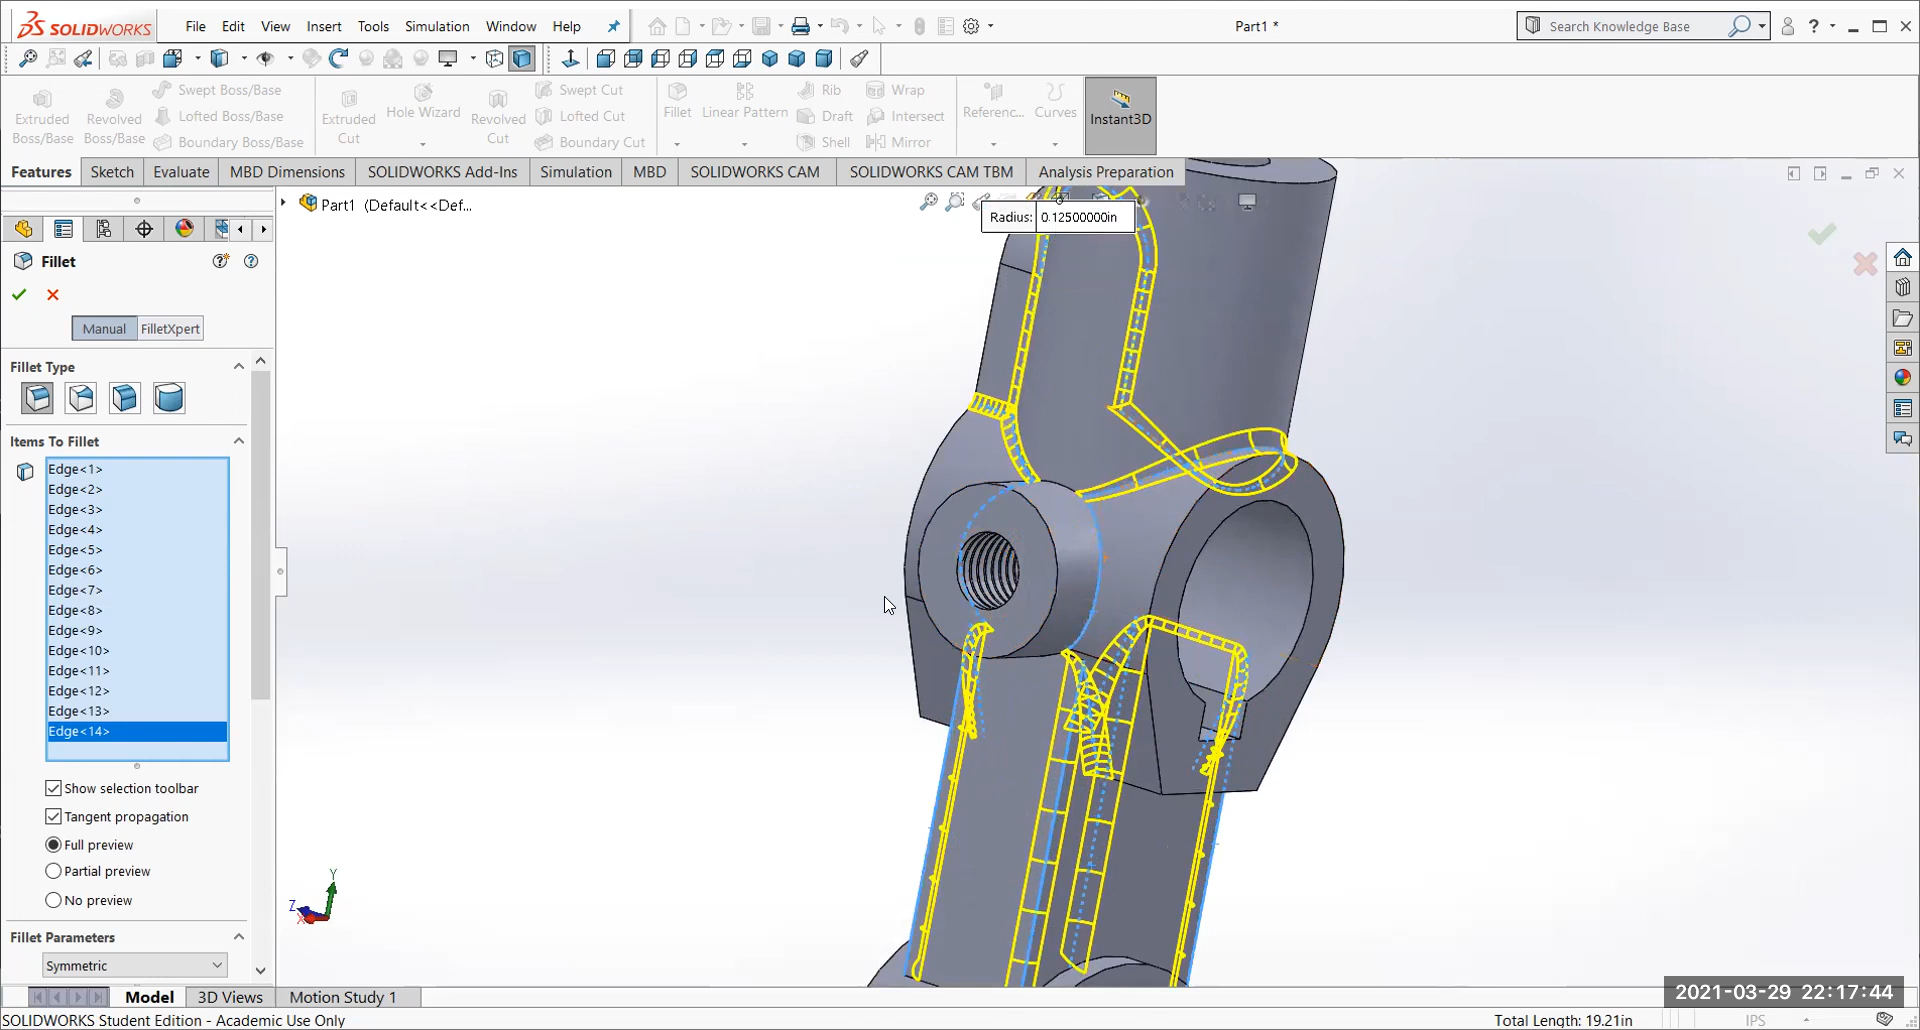 SOLIDWORKS File Edit View Insert Tools Simulation Window Help Part1 * Search Knowledge Base ?
Extruded Boss/Base
Revolved Boss/Base
Swept Boss/Base
Lofted Boss/Base
Boundary Boss/Base
Extruded Cut
Hole Wizard
Revolved Cut
Swept Cut
Lofted Cut
Boundary Cut
Fillet
Linear Pattern
Rib
Draft
Shell
Wrap
Intersect
Mirror
Referenc...
Curves
Instant3D
Features Sketch Evaluate MBD Dimensions SOLIDWORKS Add-Ins Simulation MBD SOLIDWORKS CAM SOLIDWORKS CAM TBM Analysis Preparation
Part1 (Default<<Def...
Radius: 0.12500000in
Fillet
Manual FilletXpert
Fillet Type
Items To Fillet
Edge<1>
Edge<2>
Edge<3>
Edge<4>
Edge<5>
Edge<6>
Edge<7>
Edge<8>
Edge<9>
Edge<10>
Edge<11>
Edge<12>
Edge<13>
Edge<14>
Show selection toolbar
Tangent propagation
Full preview
Partial preview
No preview
Fillet Parameters
Symmetric
Y
Z
X
Model 3D Views Motion Study 1
2021-03-29 22:17:44
SOLIDWORKS Student Edition - Academic Use Only Total Length: 19.21in IPS